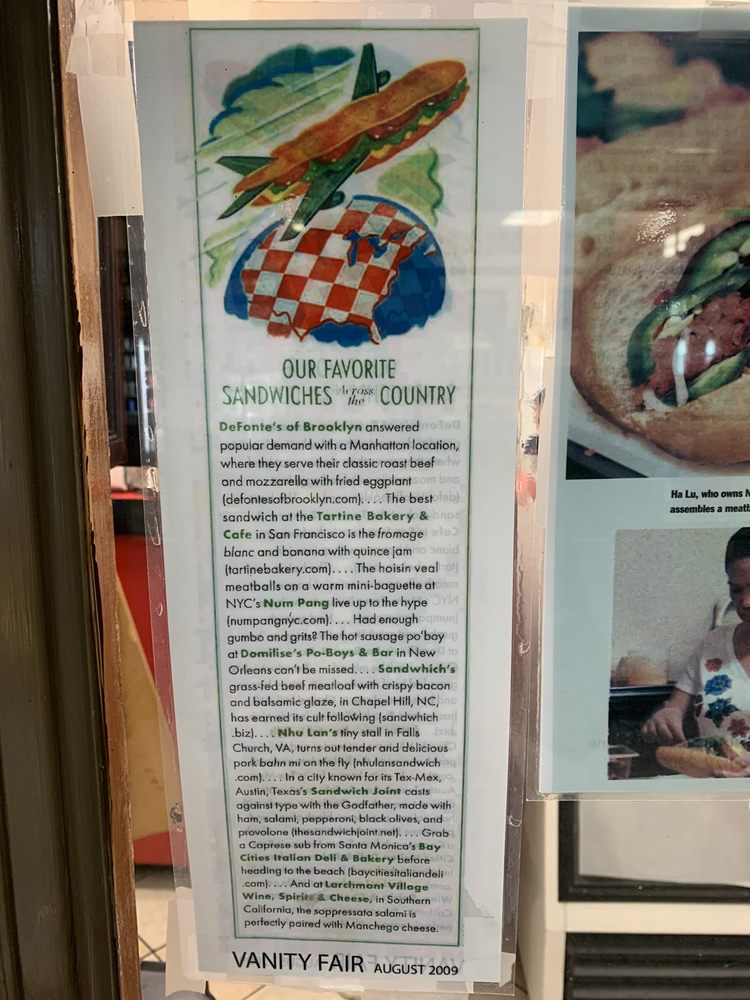 OUR FAVORITE
SANDWICHES Across the COUNTRY
DeFonte's of Brooklyn answered
popular demand with a Manhattan location,
where they serve their classic roast beef
and mozzarella with fried eggplant
(defontesofbrooklyn.com). . . . The best
sandwich at the Tartine Bakery &
Cafe in San Francisco is the fromage
blanc and banana with quince jam
(tartinebakery.com). . . . The hoisin veal
meatballs on a warm mini-baguette at
NYC's Num Pang live up to the hype
(numpangnyc.com). . . . Had enough
gumbo and grits? The hot sausage po'boy
at Domilise's Po-Boys & Bar in New
Orleans can't be missed. . . . Sandwhich's
grass-fed beef meatloaf with crispy bacon
and balsamic glaze, in Chapel Hill, NC,
has earned its cult following (sandwhich
.biz). . . . Nhu Lan's tiny stall in Falls
Church, VA, turns out tender and delicious
pork bahn mi on the fly (nhulansandwich
.com). . . . In a city known for its Tex-Mex,
Austin, Texas's Sandwich Joint casts
against type with the Godfather, made with
ham, salami, pepperoni, black olives, and
provolone (thesandwichjoint.net). . . . Grab
a Caprese sub from Santa Monica's Bay
Cities Italian Deli & Bakery before
heading to the beach (baycitiesitaliandeli
.com). . . . And at Larchmont Village
Wine, Spirits & Cheese, in Southern
California, the soppressata salami is
perfectly paired with Manchego cheese.
VANITY FAIR AUGUST 2009
Ha Lu, who owns
assembles a